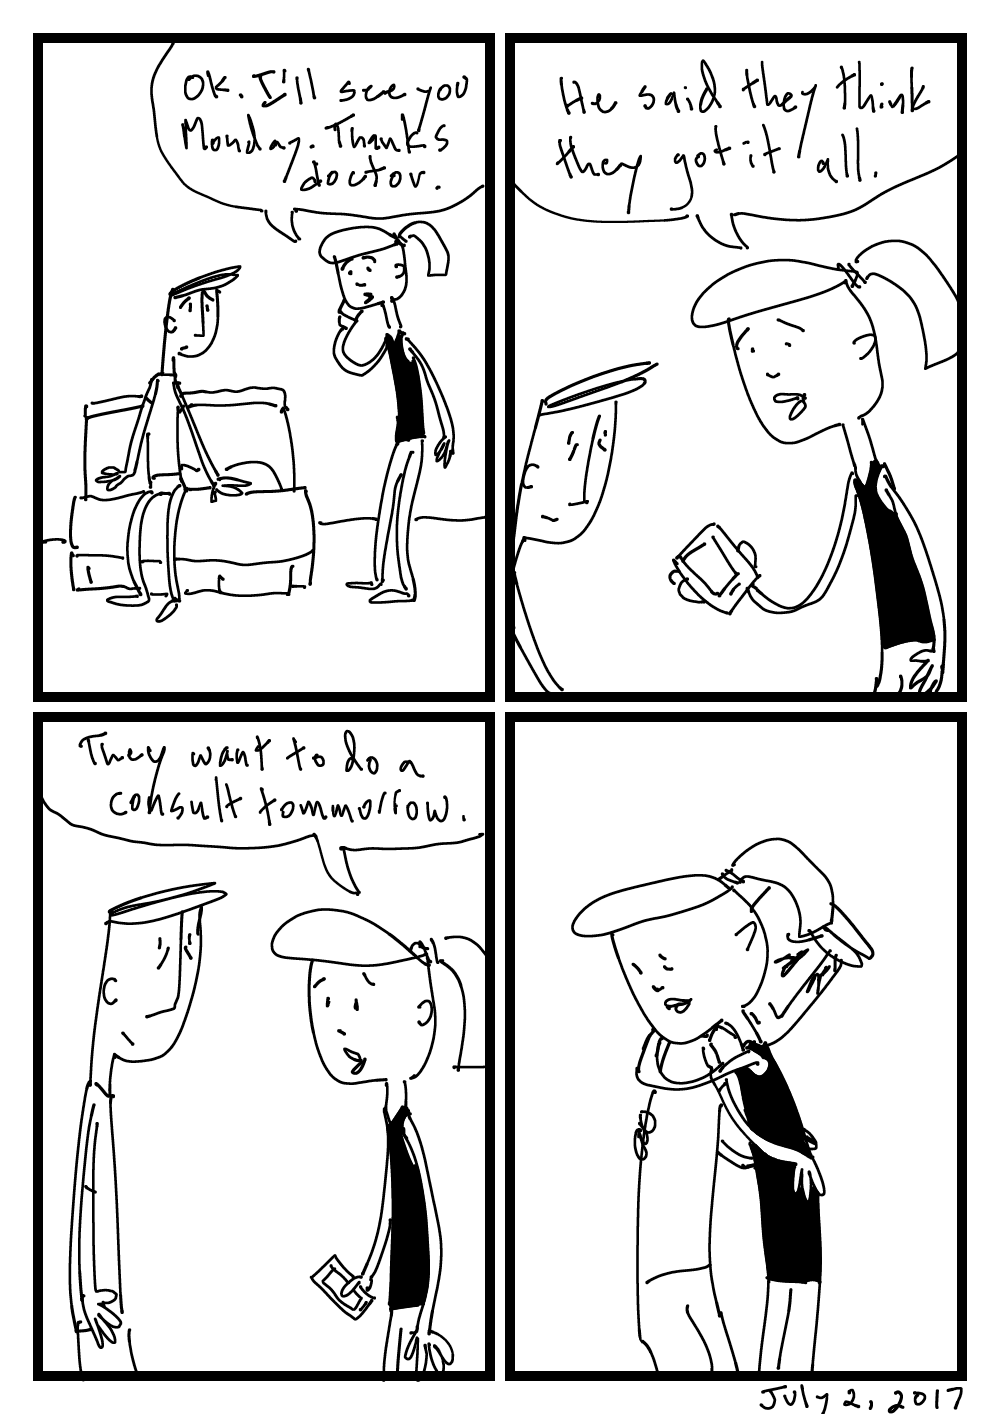 OK. I'll see you
Monday. Thanks
doctor.
He said they think
they got it all.
They want to do a
consult tommorrow.
July 2, 2017